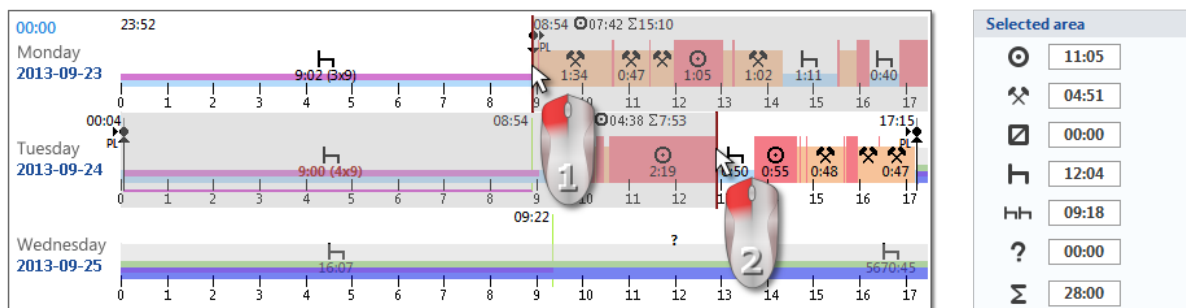 00:00 23:52 08:54 07:42 Σ15:10
Monday PL
2013-09-23 9:02 (3x9) 1:34 0:47 1:05 1:02 1:11 0:40
0 1 2 3 4 5 6 7 8 9 10 11 12 13 14 15 16 17
1
00:04 08:54 04:38 Σ7:53 17:15
PL PL
Tuesday
2013-09-24 9:00 (4x9) 2:19 :50 0:55 0:48 0:47
0 1 2 3 4 5 6 7 8 9 10 11 12 13 15 16 17
2
09:22
Wednesday ?
2013-09-25 16:07 5670:45
0 1 2 3 4 5 6 7 8 9 10 11 12 13 14 15 16 17
Selected area
11:05
04:51
00:00
12:04
09:18
? 00:00
Σ 28:00